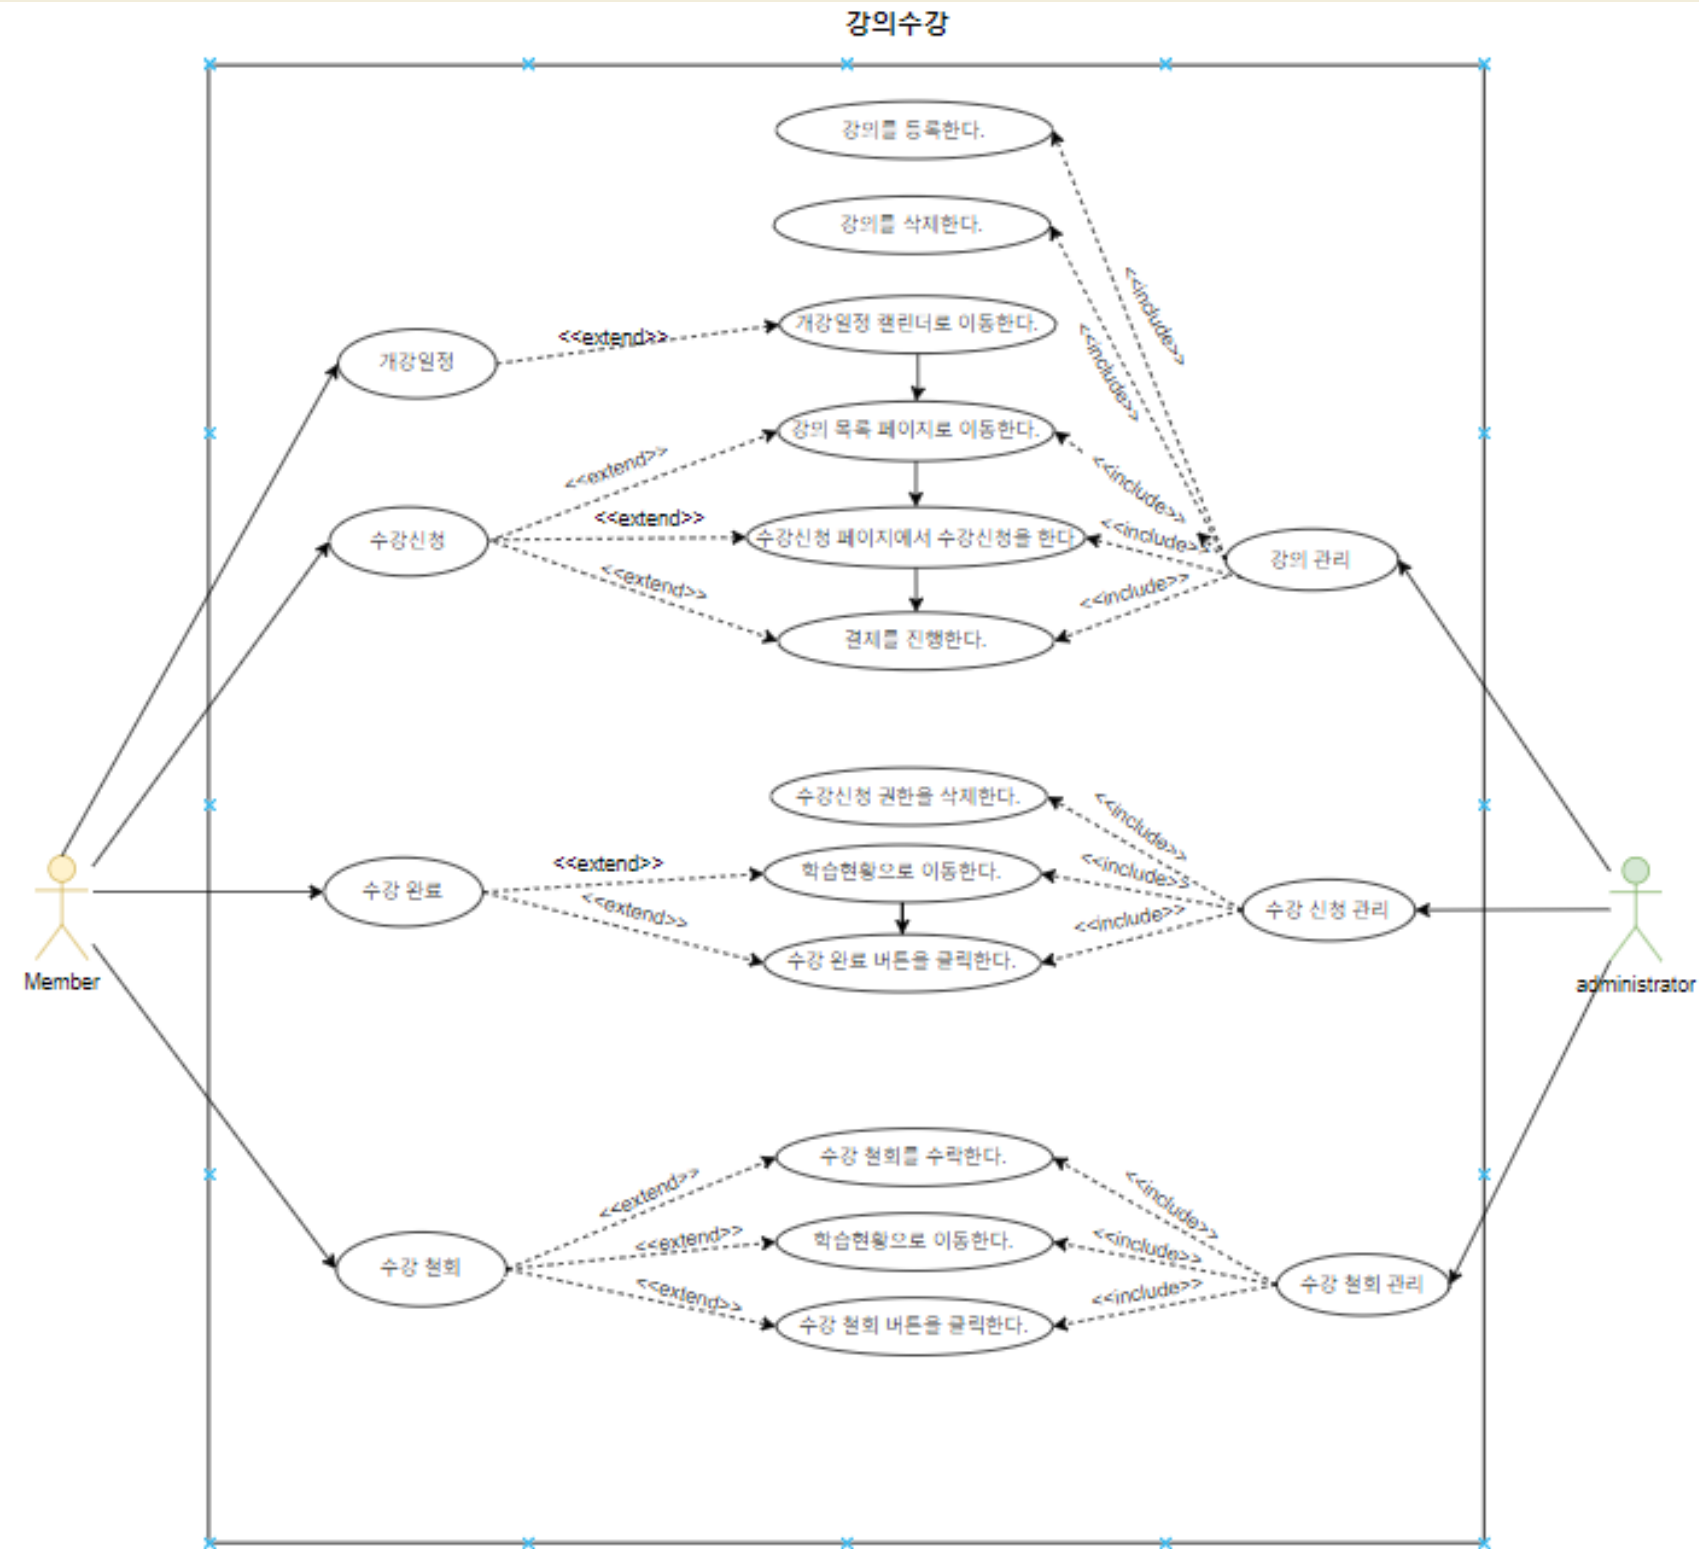 강의수강
강의를 등록한다.
강의를 삭제한다.
<<include>>
<<include>>
개강일정 캘린더로 이동한다.
<<extend>>
개강일정
강의 목록 페이지로 이동한다.
<<extend>>
<<include>>
<<extend>>
수강신청 페이지에서 수강신청을 한다
<<include>>
수강신청
강의 관리
<<extend>>
<<include>>
결제를 진행한다.
수강신청 권한을 삭제한다.
<<include>>
<<extend>>
학습현황으로 이동한다.
<<include>>
수강 완료
<<extend>>
<<include>>
수강 신청 관리
수강 완료 버튼을 클릭한다.
Member
administrator
수강 철회를 수락한다.
<<extend>>
<<include>>
<<extend>>
학습현황으로 이동한다.
<<include>>
수강 철회
수강 철회 관리
<<extend>>
<<include>>
수강 철회 버튼을 클릭한다.